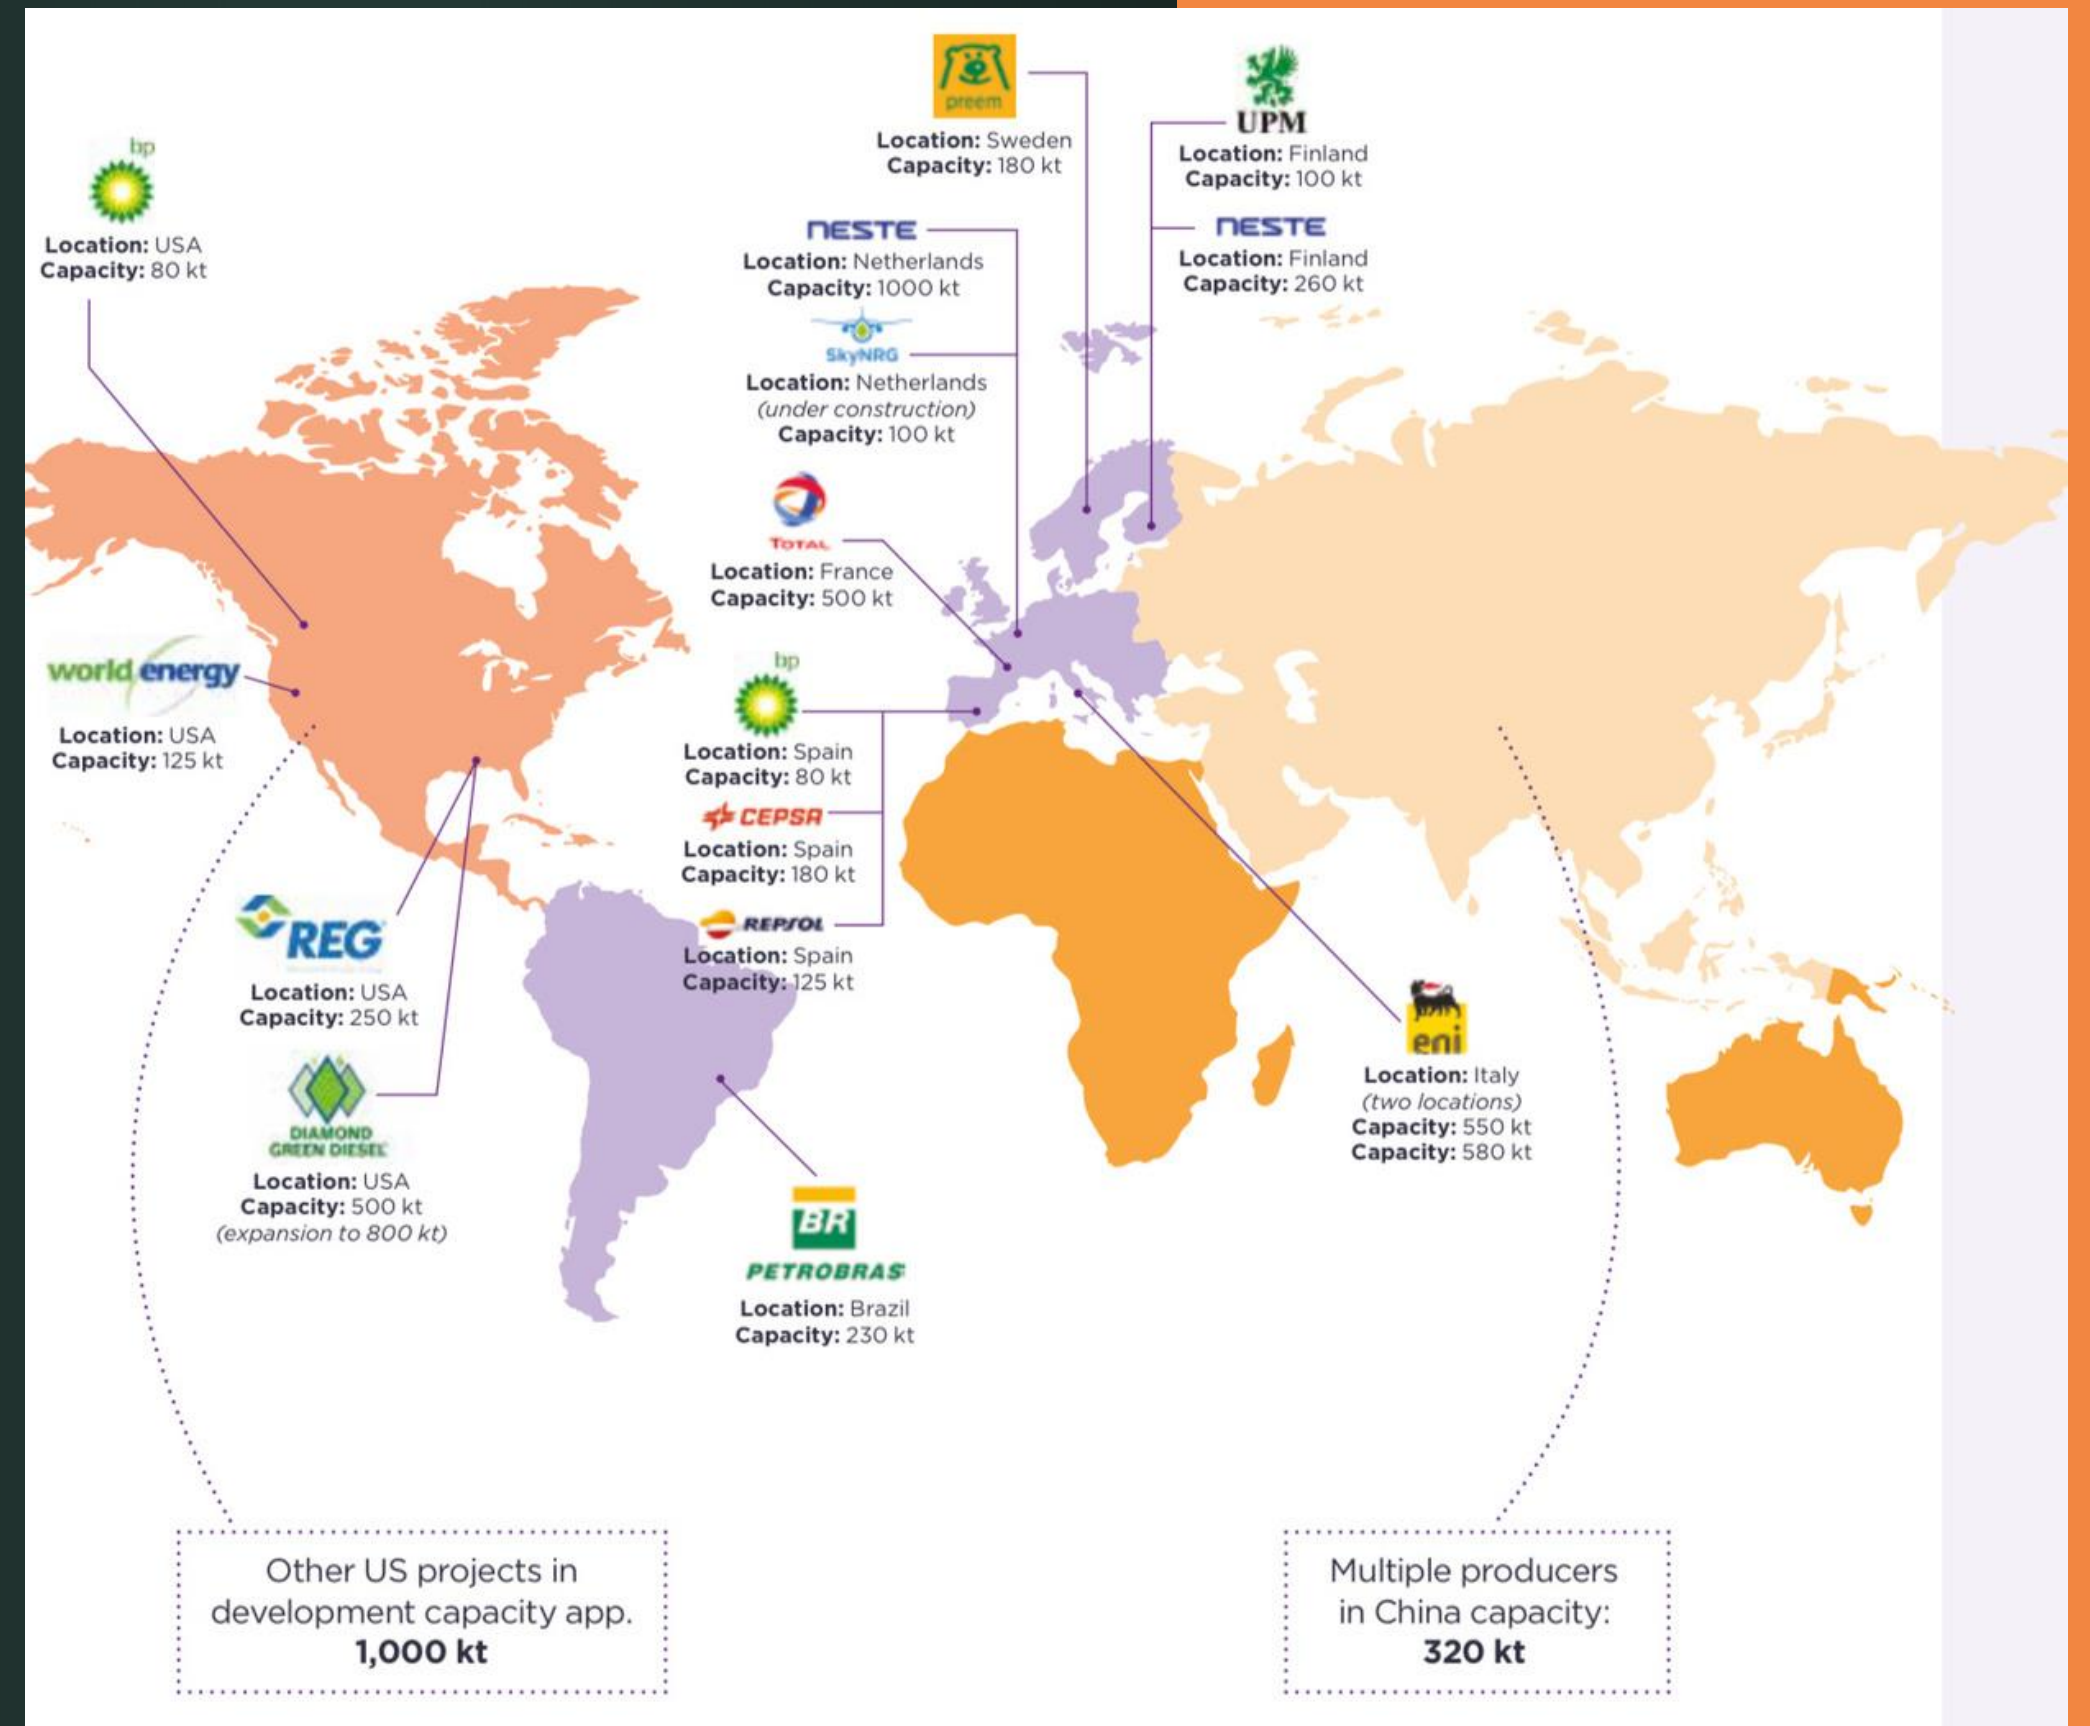 preem
Location: Sweden
Capacity: 180 kt
UPM
Location: Finland
Capacity: 100 kt
bp
Location: USA
Capacity: 80 kt
NESTE
Location: Netherlands
Capacity: 1000 kt
NESTE
Location: Finland
Capacity: 260 kt
SkyNRG
Location: Netherlands
(under construction)
Capacity: 100 kt
TOTAL
Location: France
Capacity: 500 kt
world energy
Location: USA
Capacity: 125 kt
bp
Location: Spain
Capacity: 80 kt
CEPSA
Location: Spain
Capacity: 180 kt
REPSOL
Location: Spain
Capacity: 125 kt
REG
Location: USA
Capacity: 250 kt
DIAMOND
GREEN DIESEL
Location: USA
Capacity: 500 kt
(expansion to 800 kt)
eni
Location: Italy
(two locations)
Capacity: 550 kt
Capacity: 580 kt
BR
PETROBRAS
Location: Brazil
Capacity: 230 kt
Other US projects in
development capacity app.
1,000 kt
Multiple producers
in China capacity:
320 kt